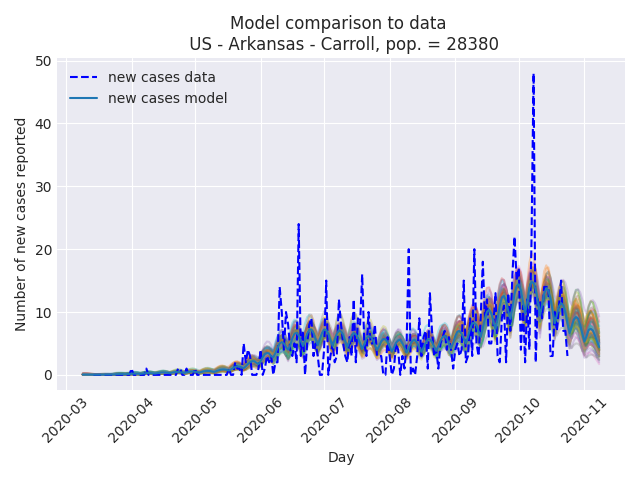 Model comparison to data
US - Arkansas - Carroll, pop. = 28380
new cases data
new cases model
Number of new cases reported
50
40
30
20
10
0
2020-03
2020-04
2020-05
2020-06
2020-07
2020-08
2020-09
2020-10
2020-11
Day